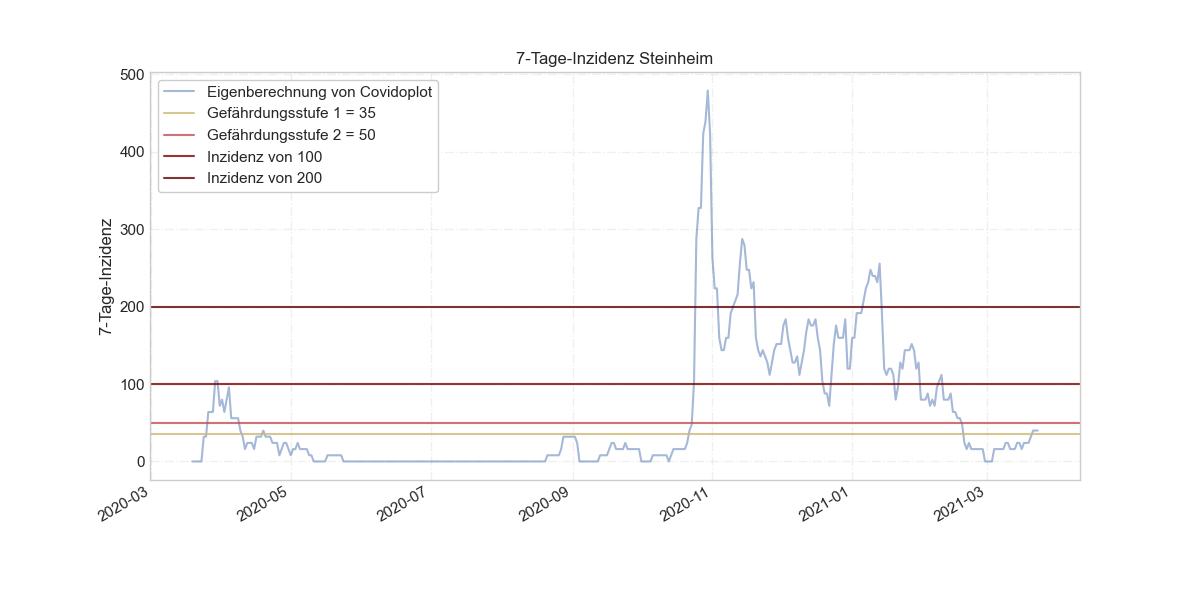 7-Tage-Inzidenz Steinheim
500
400
300
200
100
0
7-Tage-Inzidenz
Eigenberechnung von Covidoplot
Gefährdungsstufe 1 = 35
Gefährdungsstufe 2 = 50
Inzidenz von 100
Inzidenz von 200
2020-03
2020-05
2020-07
2020-09
2020-11
2021-01
2021-03